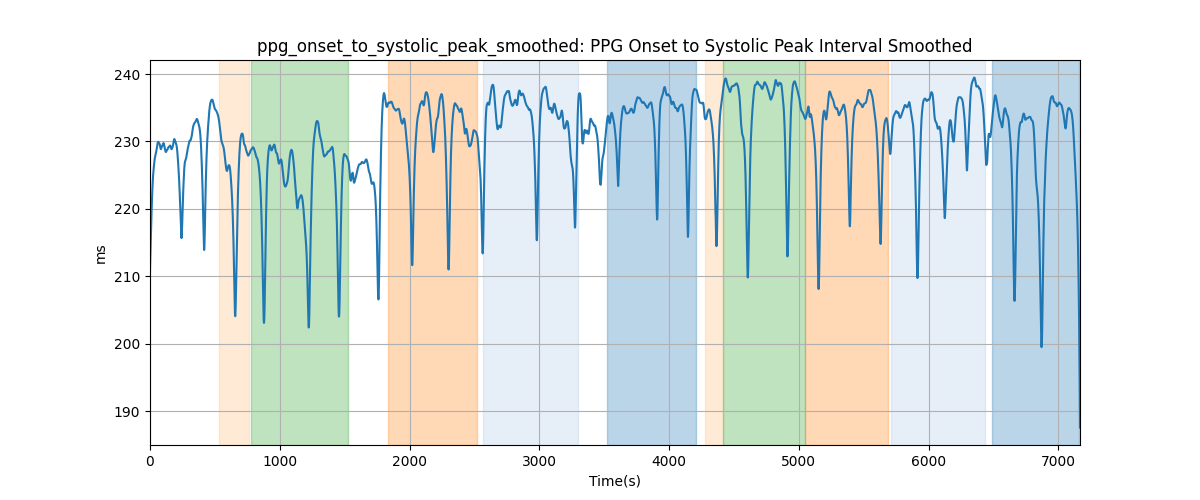 ppg_onset_to_systolic_peak_smoothed: PPG Onset to Systolic Peak Interval Smoothed
240
230
220
210
200
190
ms
0 1000 2000 3000 4000 5000 6000 7000
Time(s)